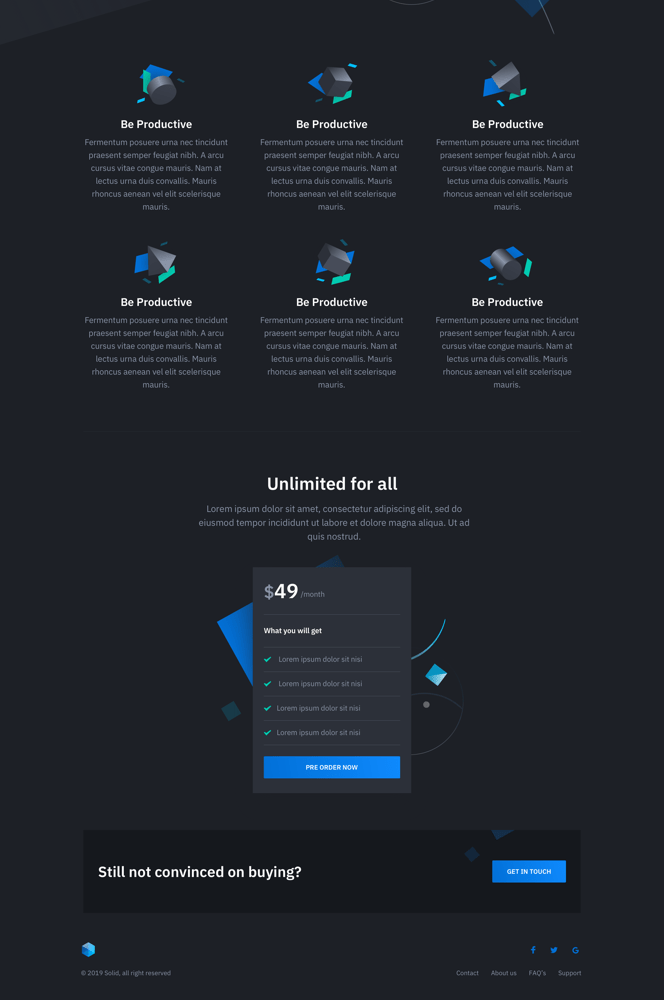 Be Productive
Fermentum posuere urna nec tincidunt
praesent semper feugiat nibh. A arcu
cursus vitae congue mauris. Nam at
lectus urna duis convallis. Mauris
rhoncus aenean vel elit scelerisque
mauris.
Be Productive
Fermentum posuere urna nec tincidunt
praesent semper feugiat nibh. A arcu
cursus vitae congue mauris. Nam at
lectus urna duis convallis. Mauris
rhoncus aenean vel elit scelerisque
mauris.
Be Productive
Fermentum posuere urna nec tincidunt
praesent semper feugiat nibh. A arcu
cursus vitae congue mauris. Nam at
lectus urna duis convallis. Mauris
rhoncus aenean vel elit scelerisque
mauris.
Be Productive
Fermentum posuere urna nec tincidunt
praesent semper feugiat nibh. A arcu
cursus vitae congue mauris. Nam at
lectus urna duis convallis. Mauris
rhoncus aenean vel elit scelerisque
mauris.
Be Productive
Fermentum posuere urna nec tincidunt
praesent semper feugiat nibh. A arcu
cursus vitae congue mauris. Nam at
lectus urna duis convallis. Mauris
rhoncus aenean vel elit scelerisque
mauris.
Be Productive
Fermentum posuere urna nec tincidunt
praesent semper feugiat nibh. A arcu
cursus vitae congue mauris. Nam at
lectus urna duis convallis. Mauris
rhoncus aenean vel elit scelerisque
mauris.
Unlimited for all
Lorem ipsum dolor sit amet, consectetur adipiscing elit, sed do
eiusmod tempor incididunt ut labore et dolore magna aliqua. Ut ad
quis nostrud.
$49 /month
What you will get
Lorem ipsum dolor sit nisi
Lorem ipsum dolor sit nisi
Lorem ipsum dolor sit nisi
Lorem ipsum dolor sit nisi
PRE ORDER NOW
Still not convinced on buying?
GET IN TOUCH
© 2019 Solid, all right reserved
Contact About us FAQ's Support